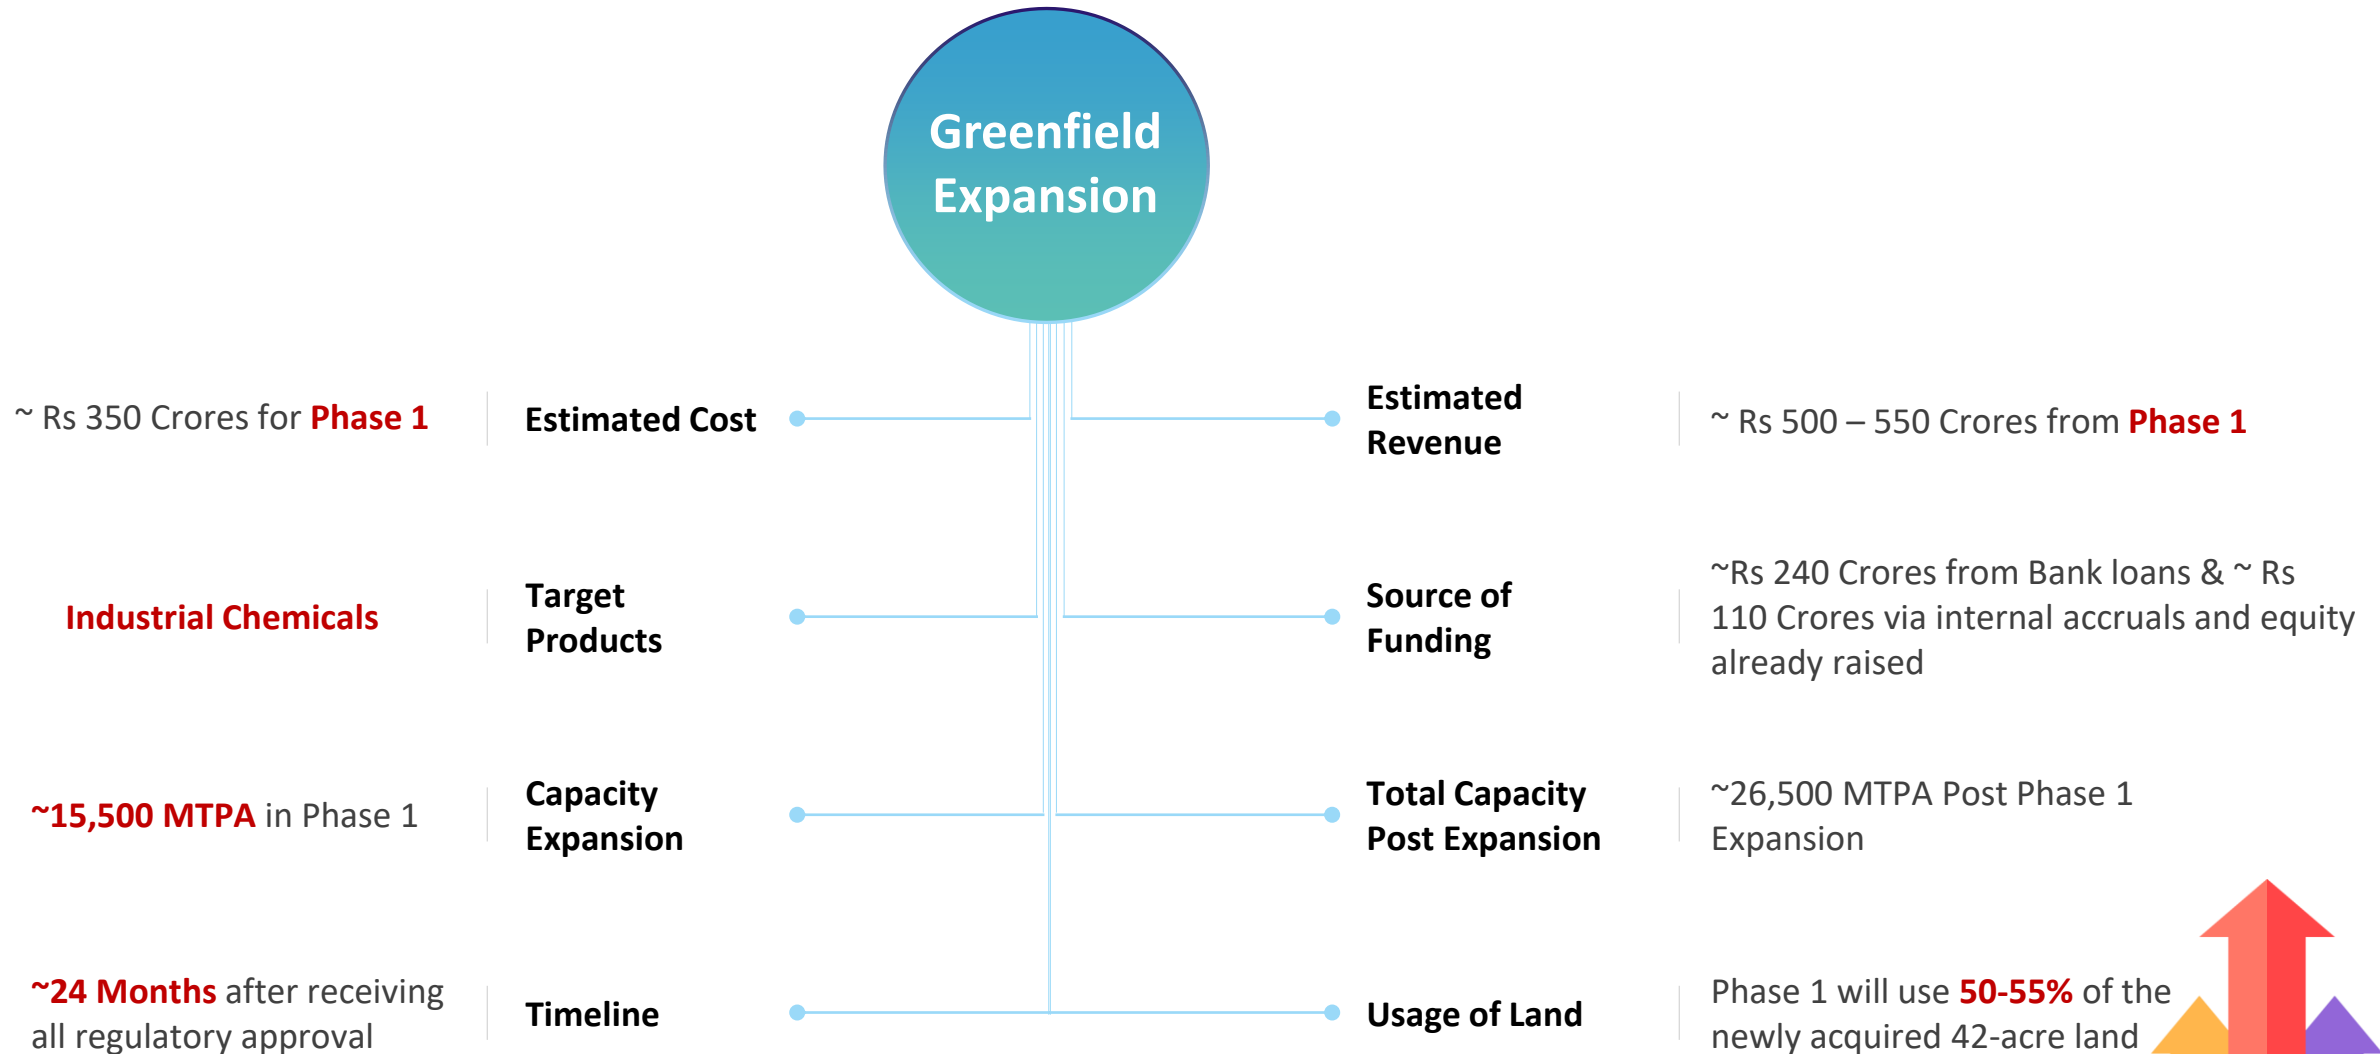 Greenfield
Expansion
~ Rs 350 Crores for Phase 1
Estimated Cost
Estimated
Revenue
~ Rs 500 – 550 Crores from Phase 1
Industrial Chemicals
Target
Products
Source of
Funding
~Rs 240 Crores from Bank loans & ~ Rs
110 Crores via internal accruals and equity
already raised
~15,500 MTPA in Phase 1
Capacity
Expansion
Total Capacity
Post Expansion
~26,500 MTPA Post Phase 1
Expansion
~24 Months after receiving
all regulatory approval
Timeline
Usage of Land
Phase 1 will use 50-55% of the
newly acquired 42-acre land